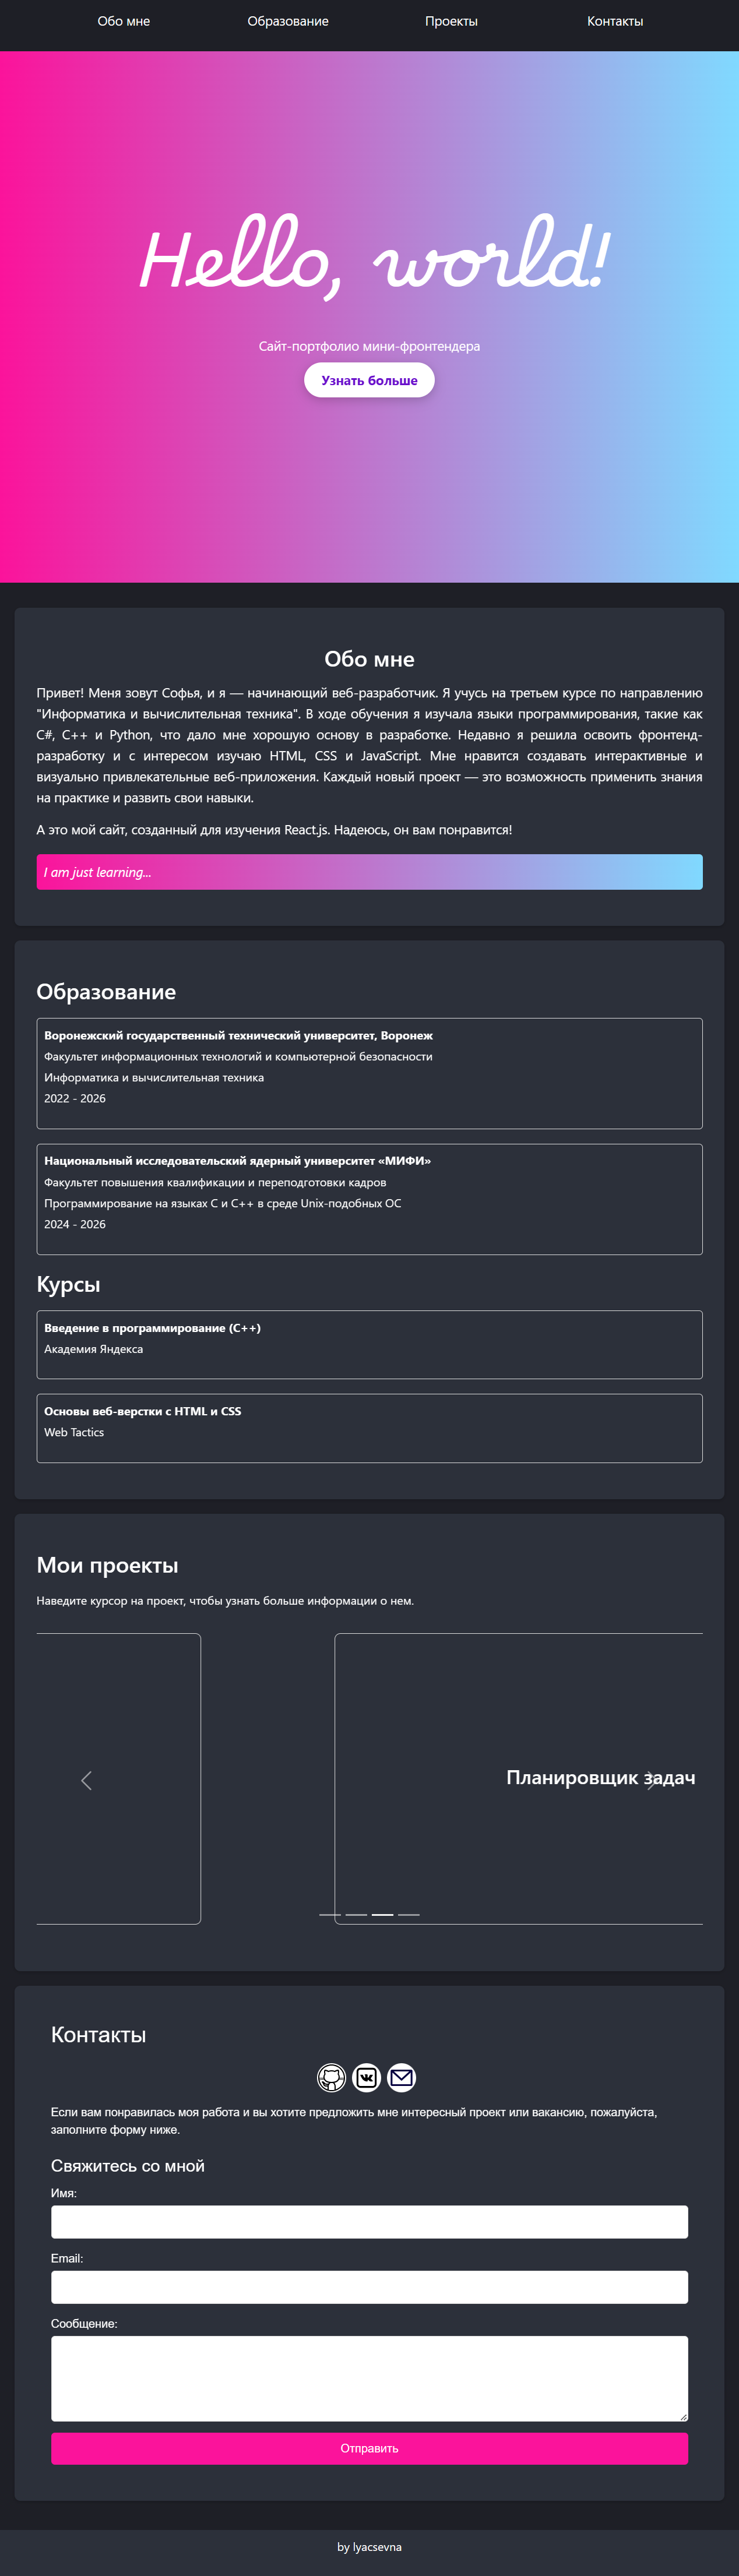 Обо мне
Образование
Проекты
Контакты
Hello, world!
Сайт-портфолио мини-фронтендера
Узнать больше
Обо мне
Привет! Меня зовут Софья, и я — начинающий веб-разработчик. Я учусь на третьем курсе по направлению
"Информатика и вычислительная техника". В ходе обучения я изучала языки программирования, такие как
C#, C++ и Python, что дало мне хорошую основу в разработке. Недавно я решила освоить фронтенд-
разработку и с интересом изучаю HTML, CSS и JavaScript. Мне нравится создавать интерактивные и
визуально привлекательные веб-приложения. Каждый новый проект — это возможность применить знания
на практике и развить свои навыки.
А это мой сайт, созданный для изучения React.js. Надеюсь, он вам понравится!
I am just learning...
Образование
Воронежский государственный технический университет, Воронеж
Факультет информационных технологий и компьютерной безопасности
Информатика и вычислительная техника
2022 - 2026
Национальный исследовательский ядерный университет «МИФИ»
Факультет повышения квалификации и переподготовки кадров
Программирование на языках C и C++ в среде Unix-подобных ОС
2024 - 2026
Курсы
Введение в программирование (C++)
Академия Яндекса
Основы веб-верстки с HTML и CSS
Web Tactics
Мои проекты
Наведите курсор на проект, чтобы узнать больше информации о нем.
Планировщик задач
Контакты
Если вам понравилась моя работа и вы хотите предложить мне интересный проект или вакансию, пожалуйста,
заполните форму ниже.
Свяжитесь со мной
Имя:
Email:
Сообщение:
Отправить
by lyacsevna